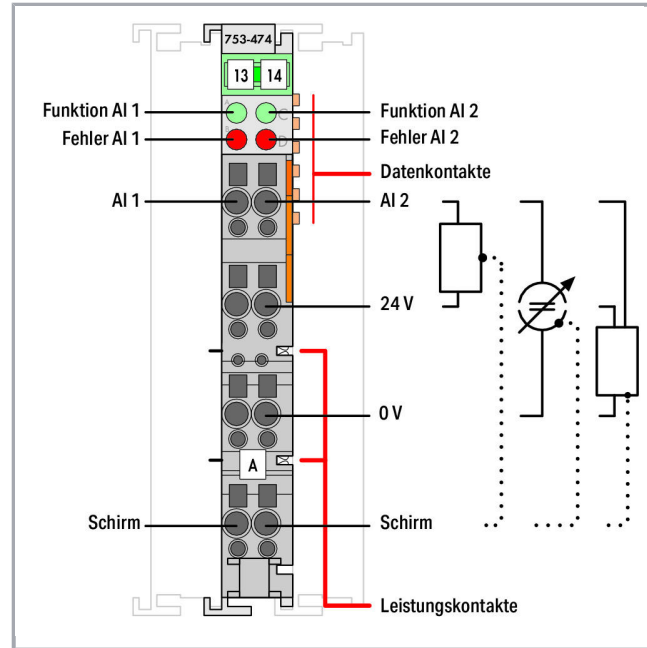 753-474
13 14
A C
Funktion AI 1
Funktion AI 2
Fehler AI 1
D
Fehler AI 2
Datenkontakte
AI 1
AI 2
24 V
0 V
A
Schirm
Schirm
Leistungskontakte